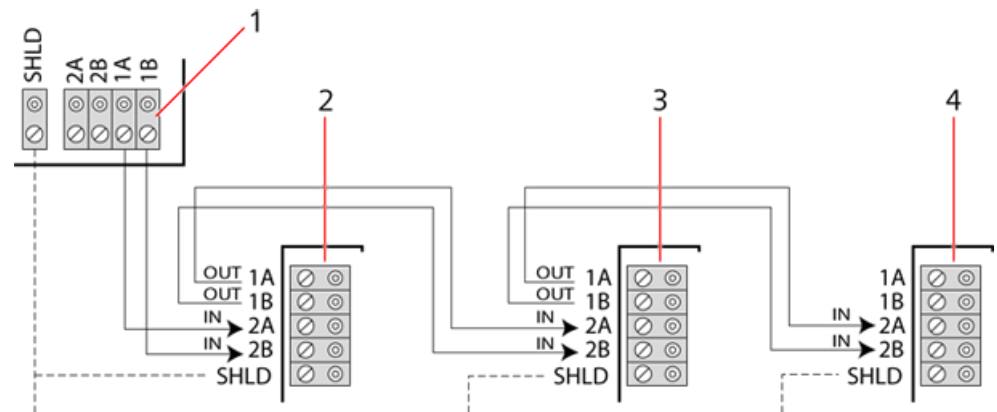 1
SHLD
2A
2B
1A
1B
2
3
4
OUT 1A
OUT 1B
IN 2A
IN 2B
SHLD
OUT 1A
OUT 1B
IN 2A
IN 2B
SHLD
1A
1B
IN 2A
IN 2B
SHLD